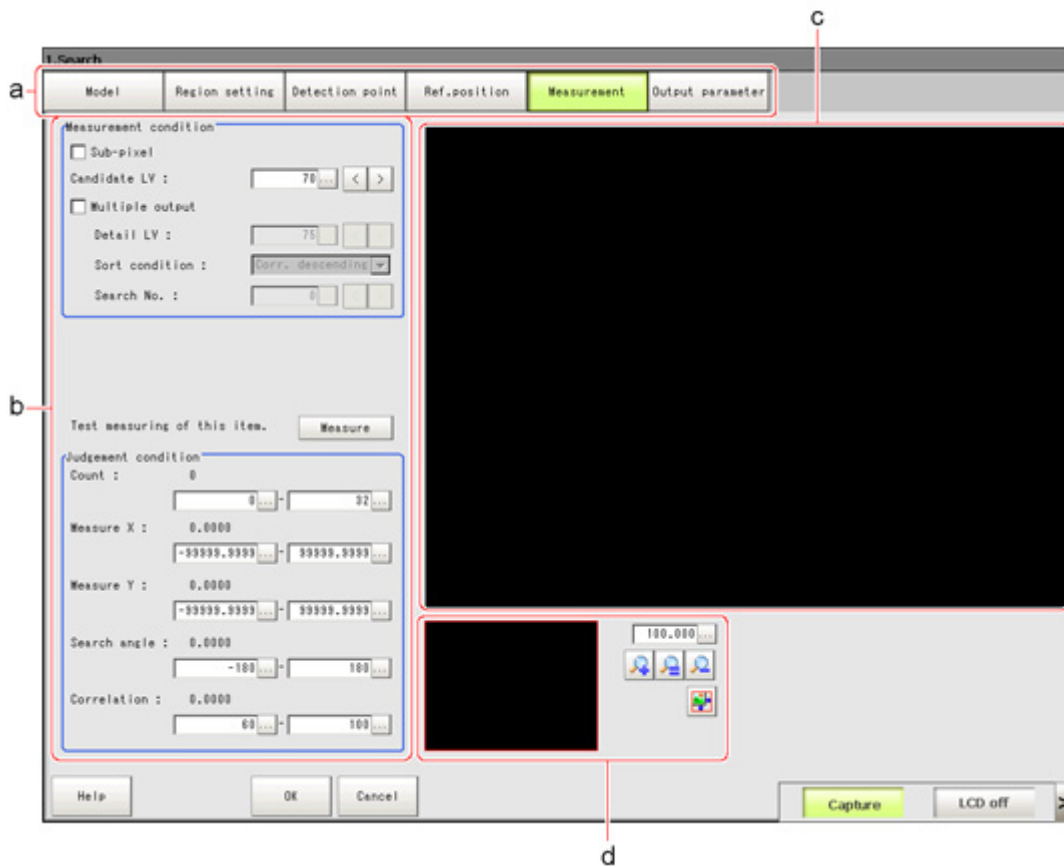 c
1.Search
a
Model Region setting Detection point Ref.position Measurement Output parameter
Measurement condition
Sub-pixel
Candidate LV : 70 ... < >
Multiple output
Detail LV : 75
Sort condition : Corr. descending
Search No. : 0
b
Test measuring of this item. Measure
Judgement condition
Count : 0
0 ... - 32 ...
Measure X : 0.0000
-99999.9999 ... - 99999.9999 ...
Measure Y : 0.0000
-99999.9999 ... - 99999.9999 ...
Search angle : 0.0000
-180 ... - 180 ...
Correlation : 0.0000
60 ... - 100 ...
100.000 ...
Help OK Cancel
Capture LCD off >
d